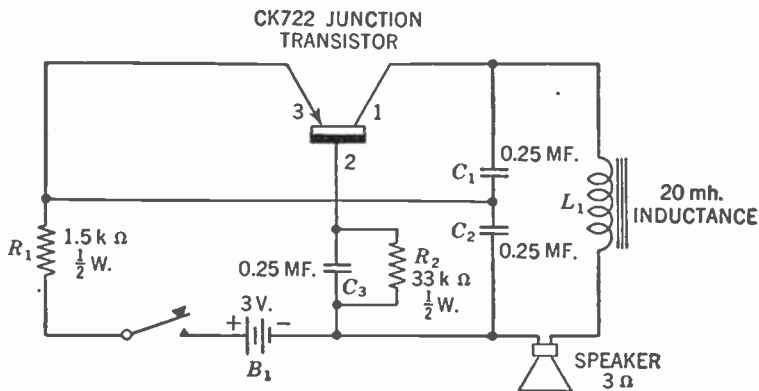 CK722 JUNCTION
TRANSISTOR
3
1
2
0.25 MF.
C₁
L₁
20 mh.
INDUCTANCE
C₂
0.25 MF.
R₁
1.5 k Ω
½ W.
0.25 MF.
C₃
R₂
33 k Ω
½ W.
3 V.
+
−
B₁
SPEAKER
3 Ω